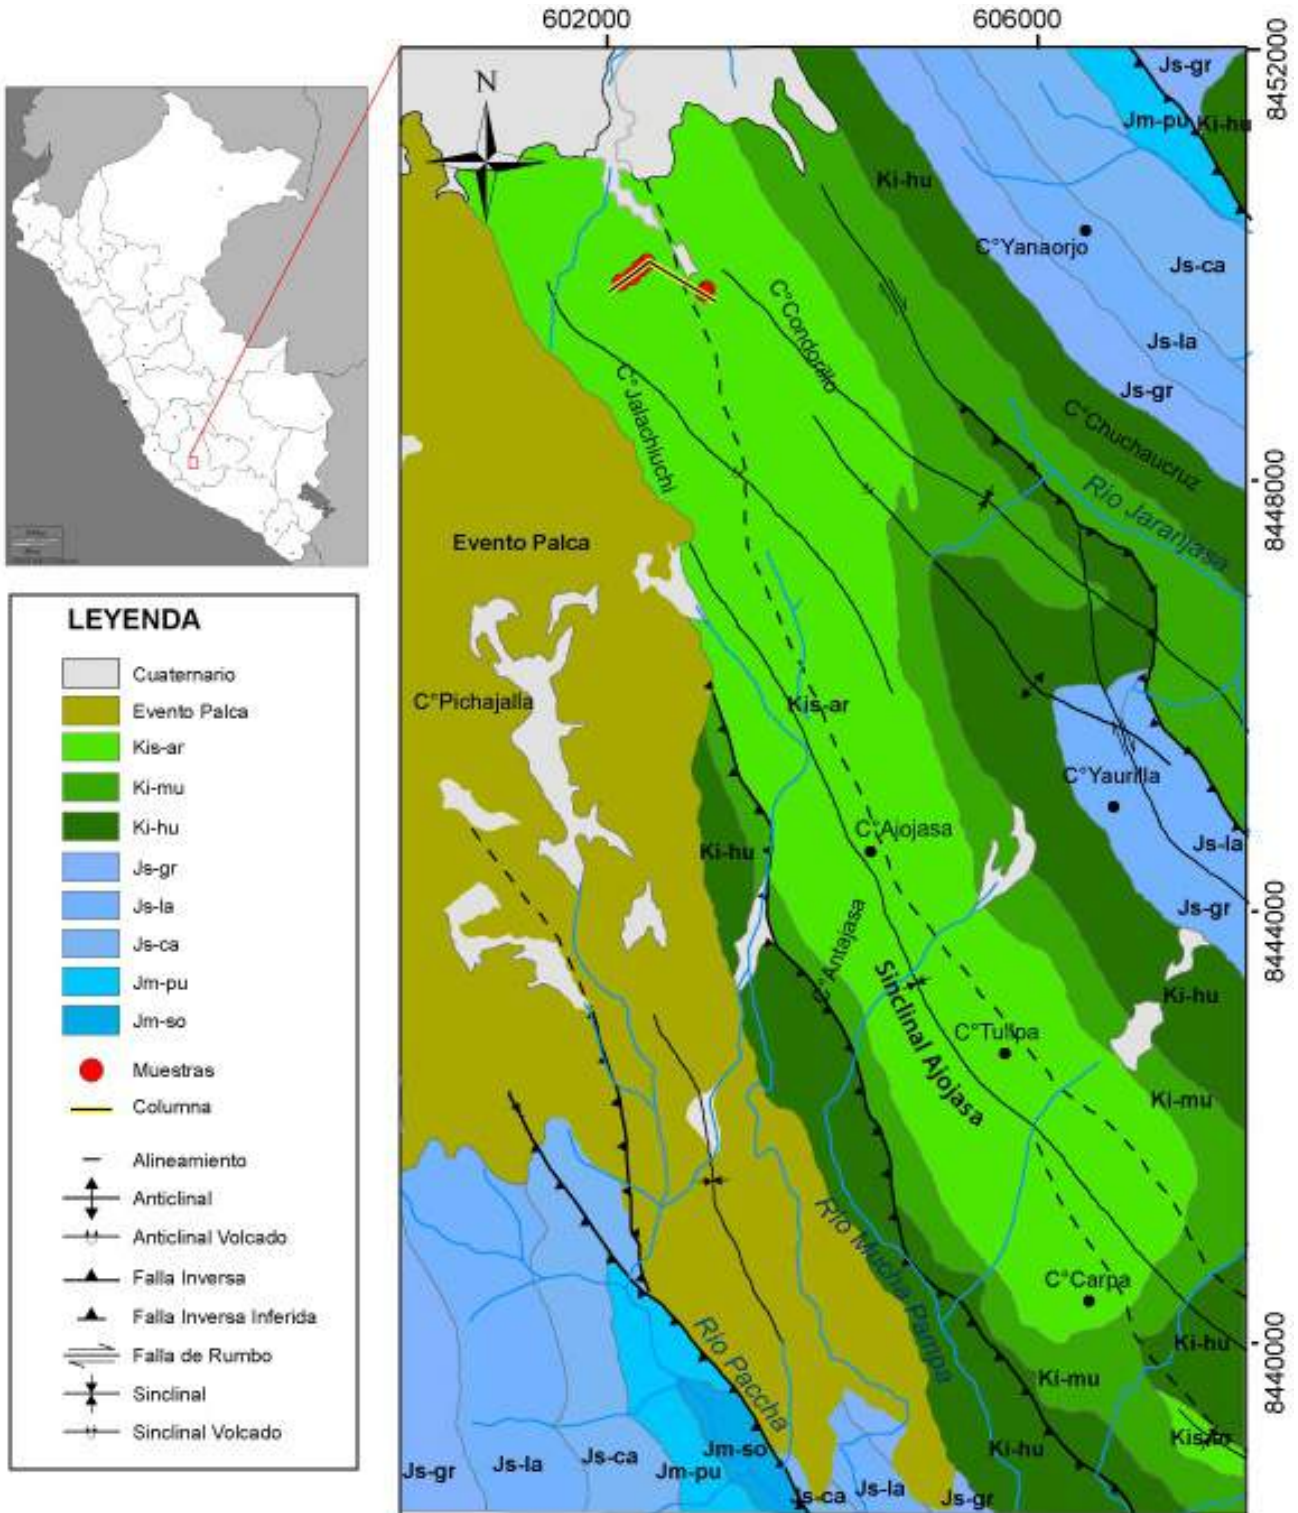 602000
606000
8452000
8448000
8444000
8440000
N
Js-gr
Jm-pu
Ki-hu
Ki-hu
C°Yanaorjo
Js-ca
C°Condorillo
Js-la
Js-gr
C°Jalachluchi
C°Chuchaucruz
Río Jaranjasa
Evento Palca
C°Pichajalla
Kis-ar
C°Yaurilla
C°Ajojasa
Js-la
Ki-hu
Js-gr
C°Antajasa
Sinclinal Ajojasa
Ki-hu
C°Tullpa
Ki-mu
Río Mucha Pampa
C°Carpa
Ki-hu
Río Paccha
Ki-mu
Jm-so
Ki-hu
Js-gr
Js-la
Js-ca
Jm-pu
Js-ca
Js-la
Js-gr
LEYENDA
Cuaternario
Evento Palca
Kis-ar
Ki-mu
Ki-hu
Js-gr
Js-la
Js-ca
Jm-pu
Jm-so
Muestras
Columna
Alineamiento
Anticlinal
Anticlinal Volcado
Falla Inversa
Falla Inversa Inferida
Falla de Rumbo
Sinclinal
Sinclinal Volcado